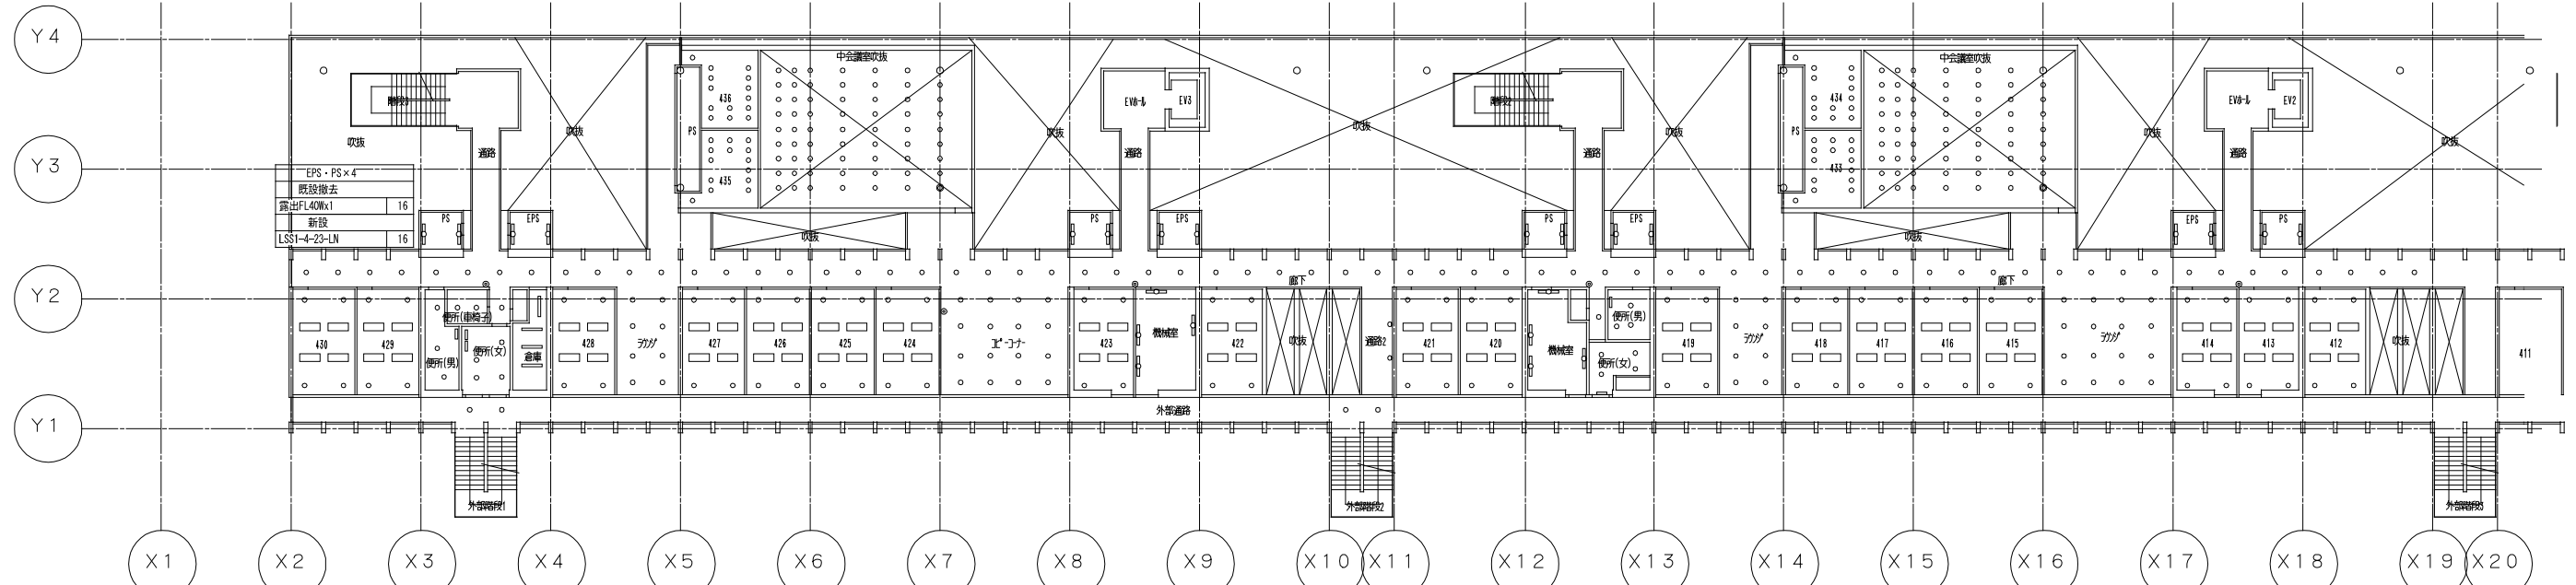 Y4
中会議室吹抜
中会議室吹抜
階段3
436
EVホール
EV3
階段2
434
EVホール
EV2
吹抜
PS
吹抜
吹抜
吹抜
吹抜
PS
吹抜
吹抜
吹抜
通路
通路
通路
通路
Y3
EPS・PS×4
435
433
既設撤去
露出FL40W×1
16
新設
LSS1-4-23-LN
16
PS
EPS
PS
EPS
PS
EPS
EPS
PS
吹抜
吹抜
廊下
廊下
Y2
便所(車椅子)
便所(男)
430
429
便所(男)
便所(女)
倉庫
428
ラウンジ
427
426
425
424
コピーコーナー
423
機械室
422
吹抜
通路2
421
420
機械室
便所(女)
419
ラウンジ
418
417
416
415
ラウンジ
414
413
412
吹抜
411
外部通路
Y1
外部階段1
外部階段2
外部階段3
X1
X2
X3
X4
X5
X6
X7
X8
X9
X10
X11
X12
X13
X14
X15
X16
X17
X18
X19
X20